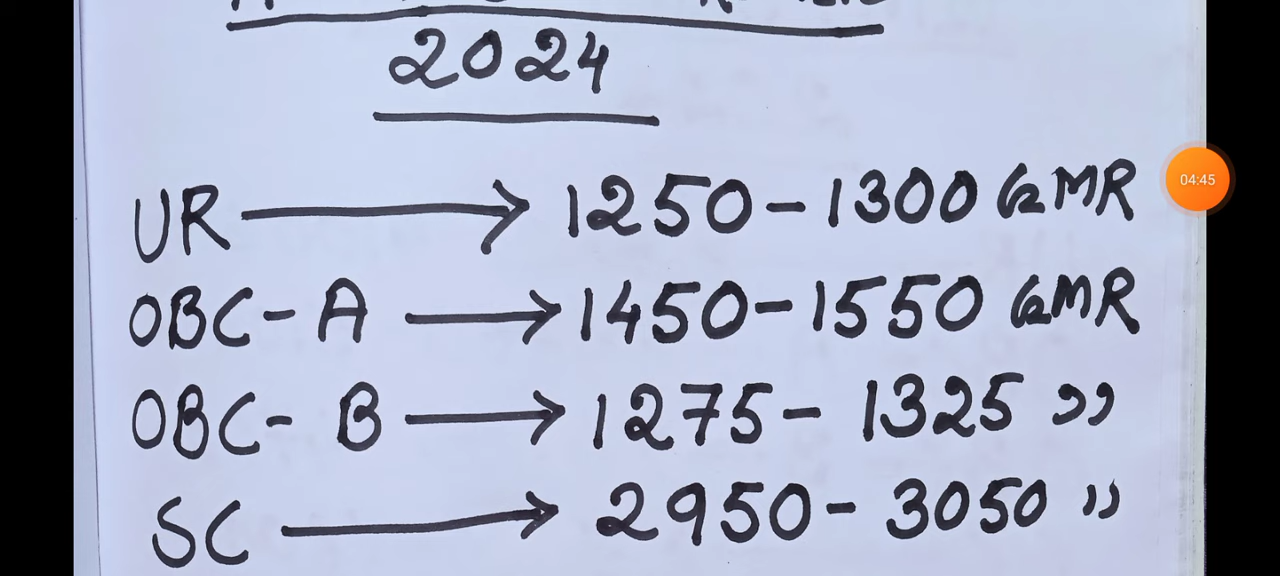 2024
UR → 1250-1300 GMR
OBC-A → 1450-1550 GMR
OBC-B → 1275-1325 ”
SC → 2950-3050 ”
04:45